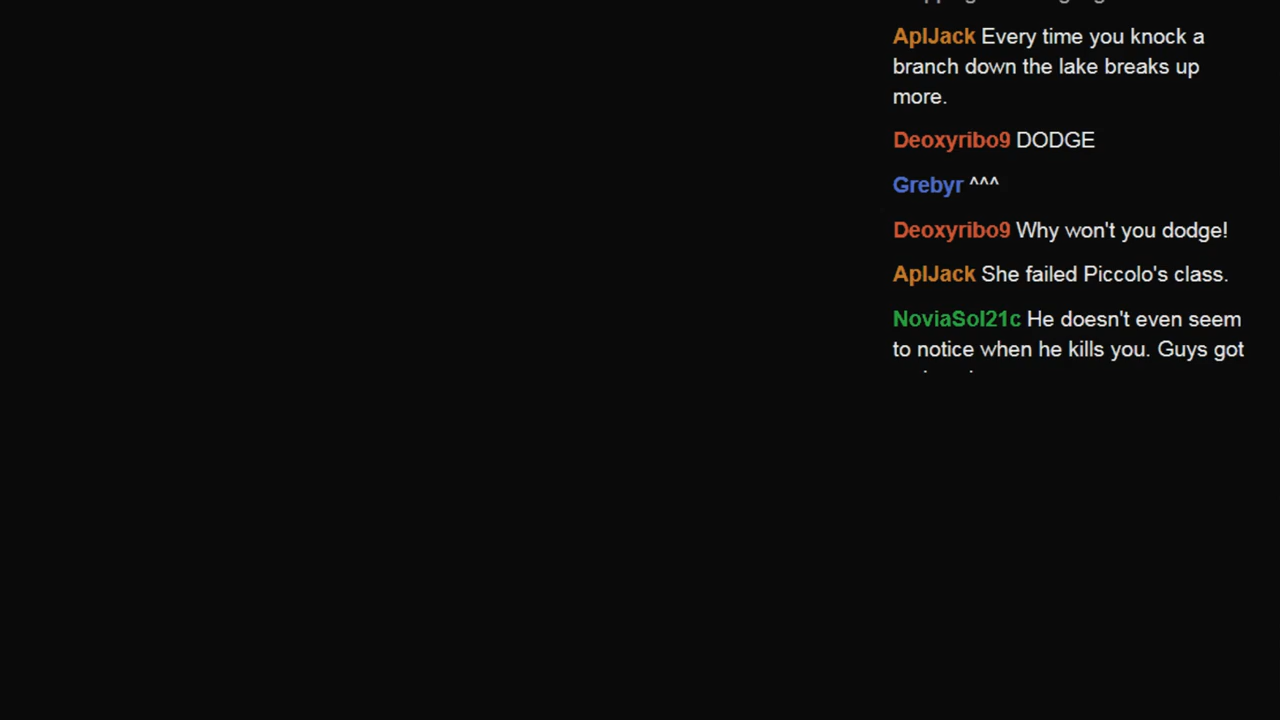 AplJack Every time you knock a
branch down the lake breaks up
more.
Deoxyribo9 DODGE
Grebyr ^^^
Deoxyribo9 Why won't you dodge!
AplJack She failed Piccolo's class.
NoviaSol21c He doesn't even seem
to notice when he kills you. Guys got